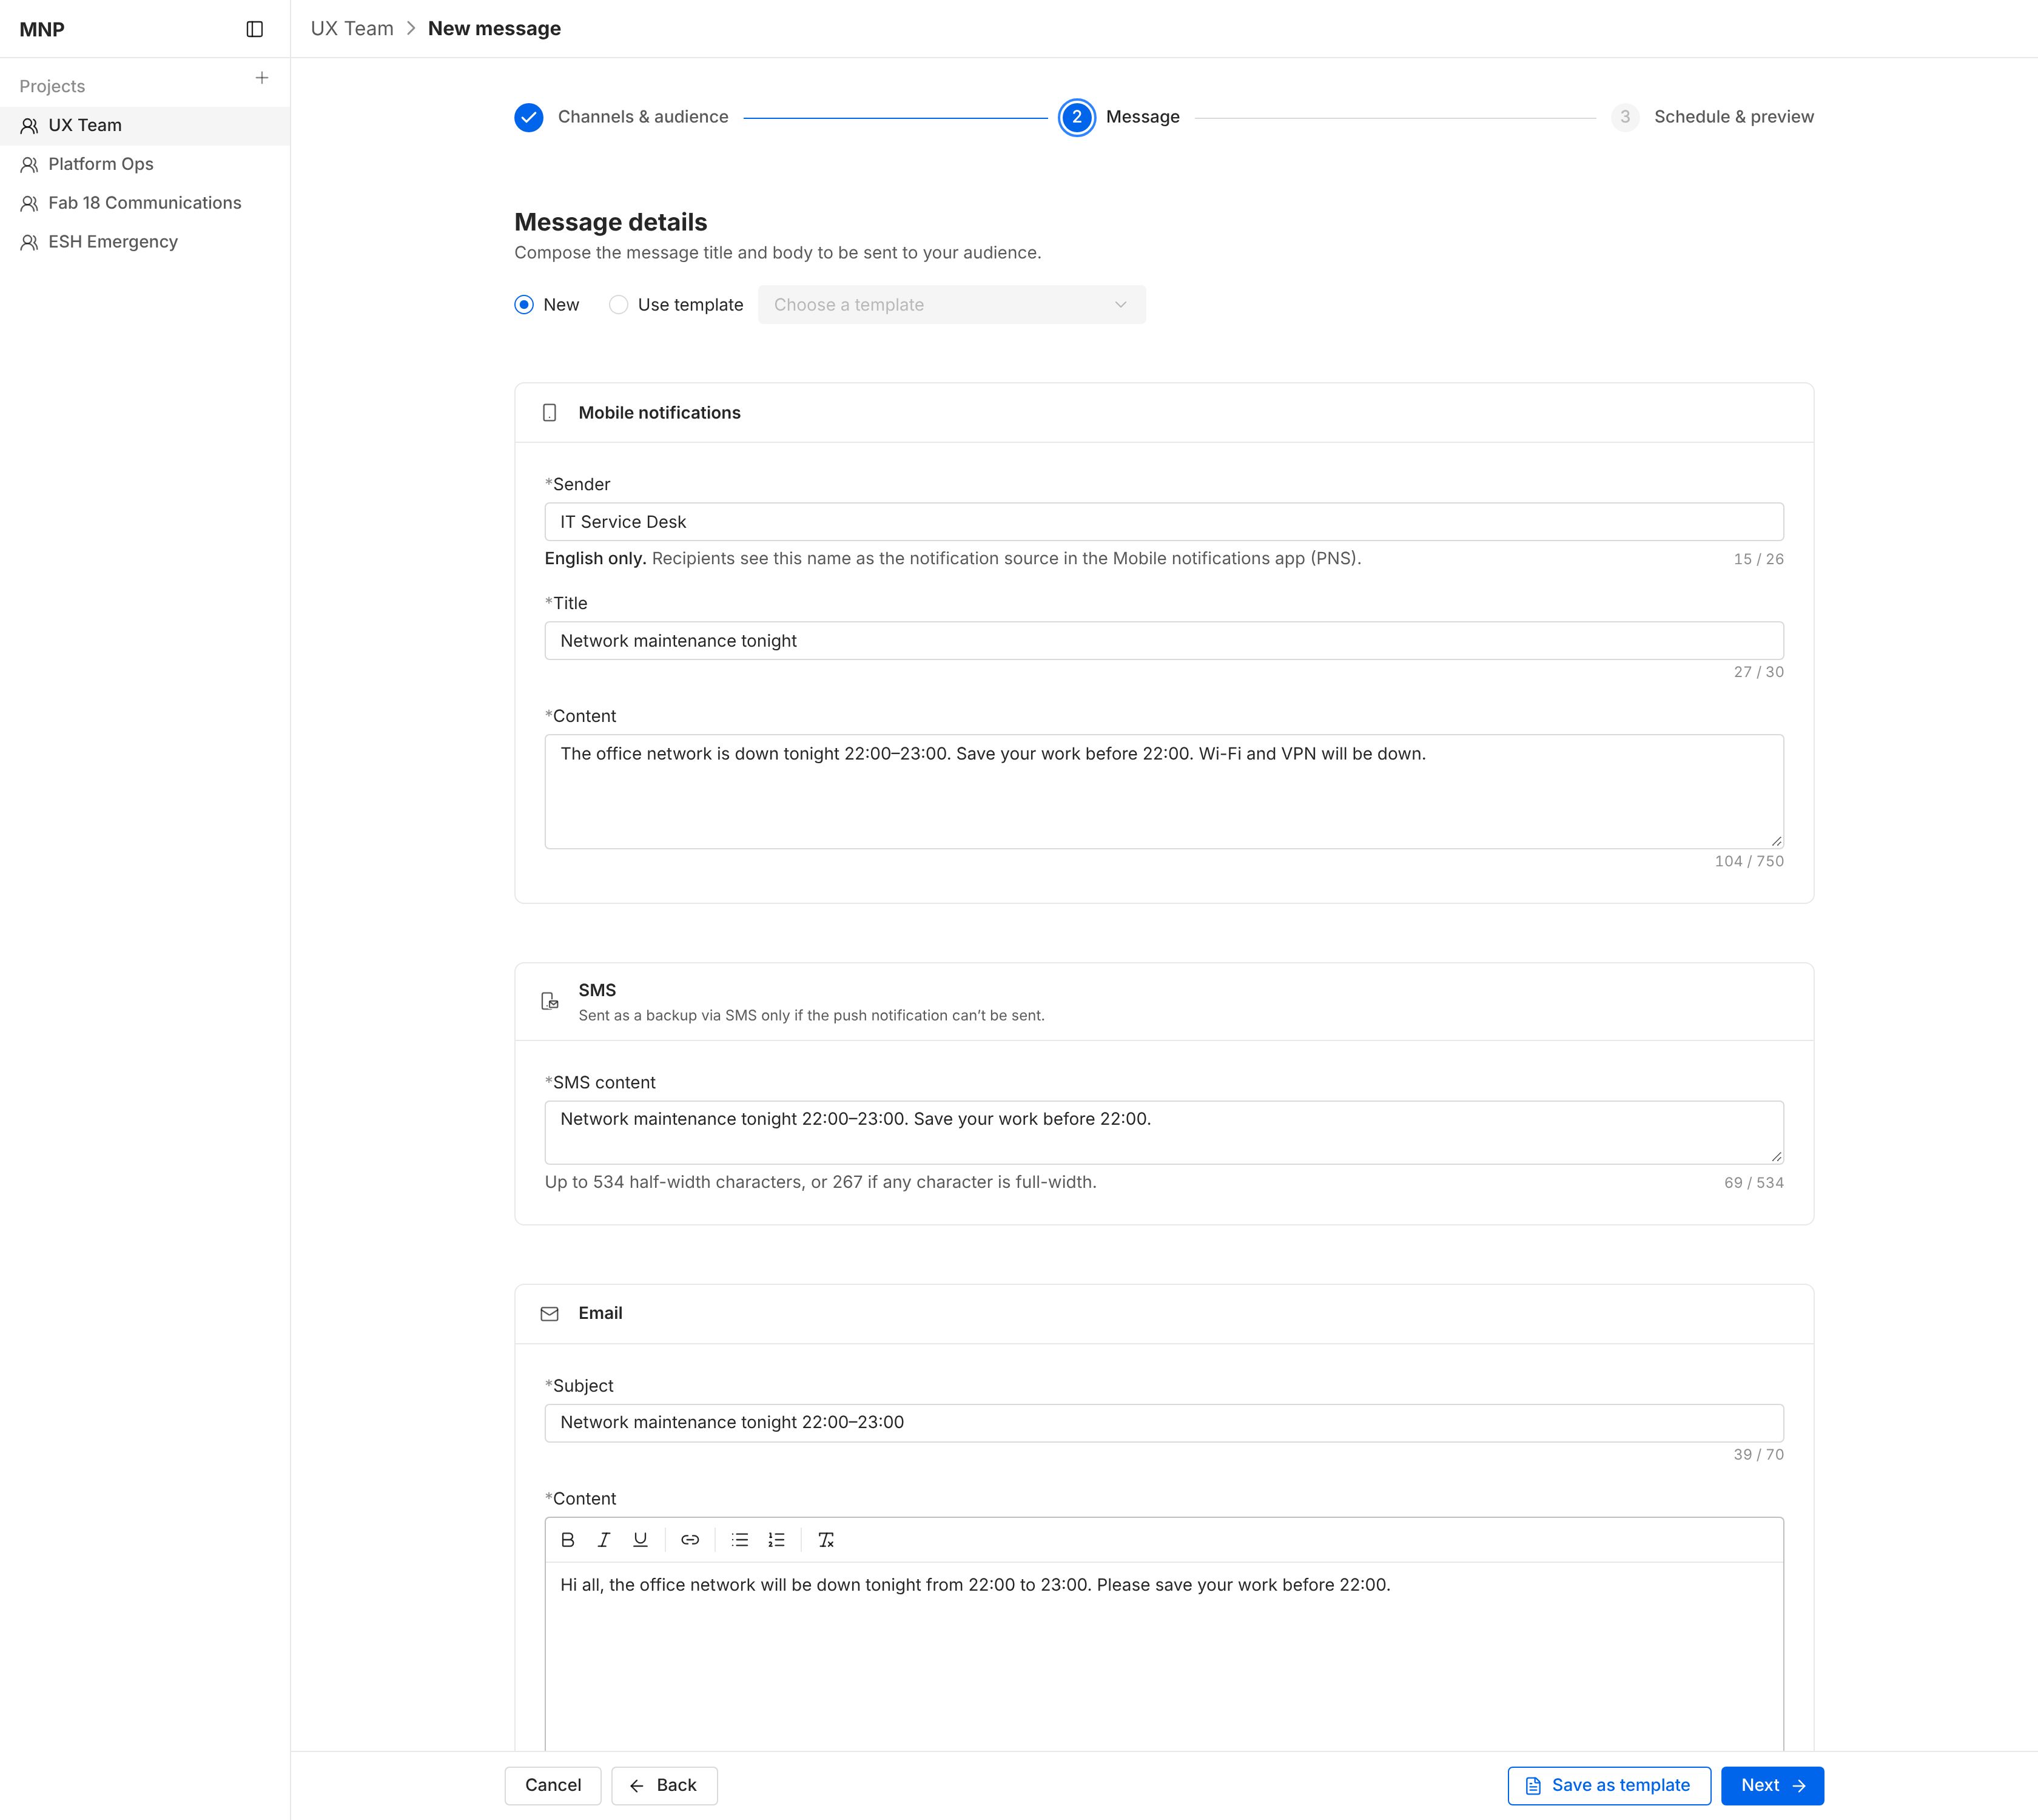 MNP
UX Team > New message
Projects
UX Team
Platform Ops
Fab 18 Communications
ESH Emergency
Channels & audience
2 Message
3 Schedule & preview
Message details
Compose the message title and body to be sent to your audience.
New
Use template
Choose a template
Mobile notifications
*Sender
IT Service Desk
English only. Recipients see this name as the notification source in the Mobile notifications app (PNS).
15 / 26
*Title
Network maintenance tonight
27 / 30
*Content
The office network is down tonight 22:00–23:00. Save your work before 22:00. Wi-Fi and VPN will be down.
104 / 750
SMS
Sent as a backup via SMS only if the push notification can’t be sent.
*SMS content
Network maintenance tonight 22:00–23:00. Save your work before 22:00.
Up to 534 half-width characters, or 267 if any character is full-width.
69 / 534
Email
*Subject
Network maintenance tonight 22:00–23:00
39 / 70
*Content
Hi all, the office network will be down tonight from 22:00 to 23:00. Please save your work before 22:00.
Cancel
Back
Save as template
Next